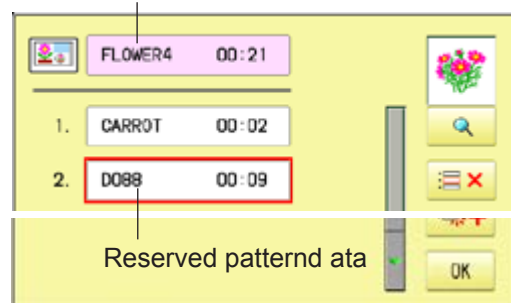 FLOWER4 00:21
1. CARROT 00:02
2. D088 00:09
Reserved patternd ata
OK